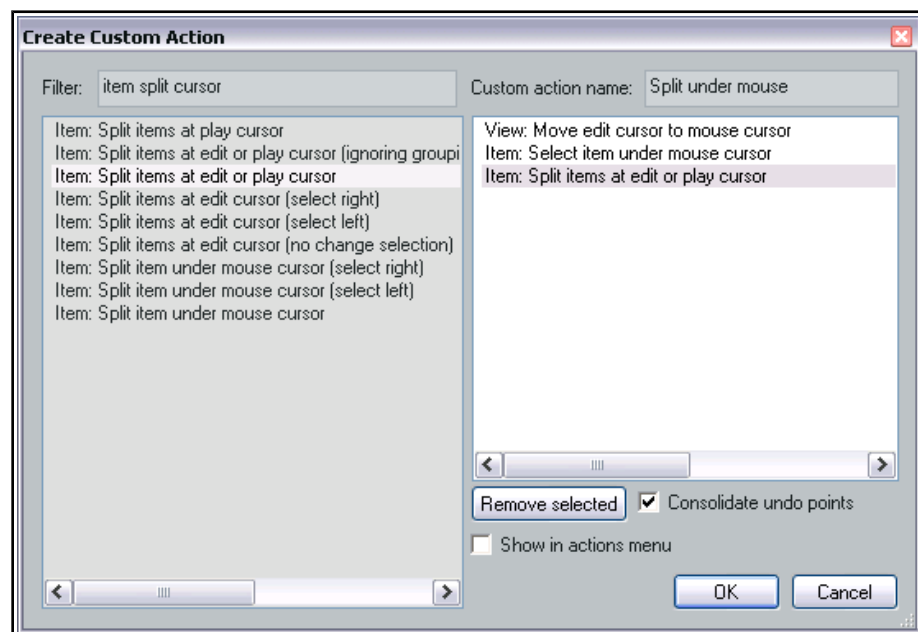 Create Custom Action
Filter: item split cursor
Custom action name: Split under mouse
Item: Split items at play cursor
Item: Split items at edit or play cursor (ignoring groupi
Item: Split items at edit or play cursor
Item: Split items at edit cursor (select right)
Item: Split items at edit cursor (select left)
Item: Split items at edit cursor (no change selection)
Item: Split item under mouse cursor (select right)
Item: Split item under mouse cursor (select left)
Item: Split item under mouse cursor
View: Move edit cursor to mouse cursor
Item: Select item under mouse cursor
Item: Split items at edit or play cursor
Remove selected
Consolidate undo points
Show in actions menu
OK
Cancel